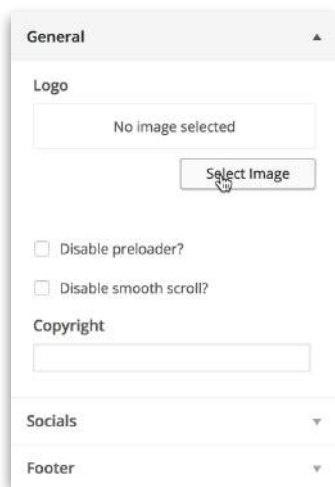 General
Logo
No image selected
Select Image
Disable preloader?
Disable smooth scroll?
Copyright
Socials
Footer